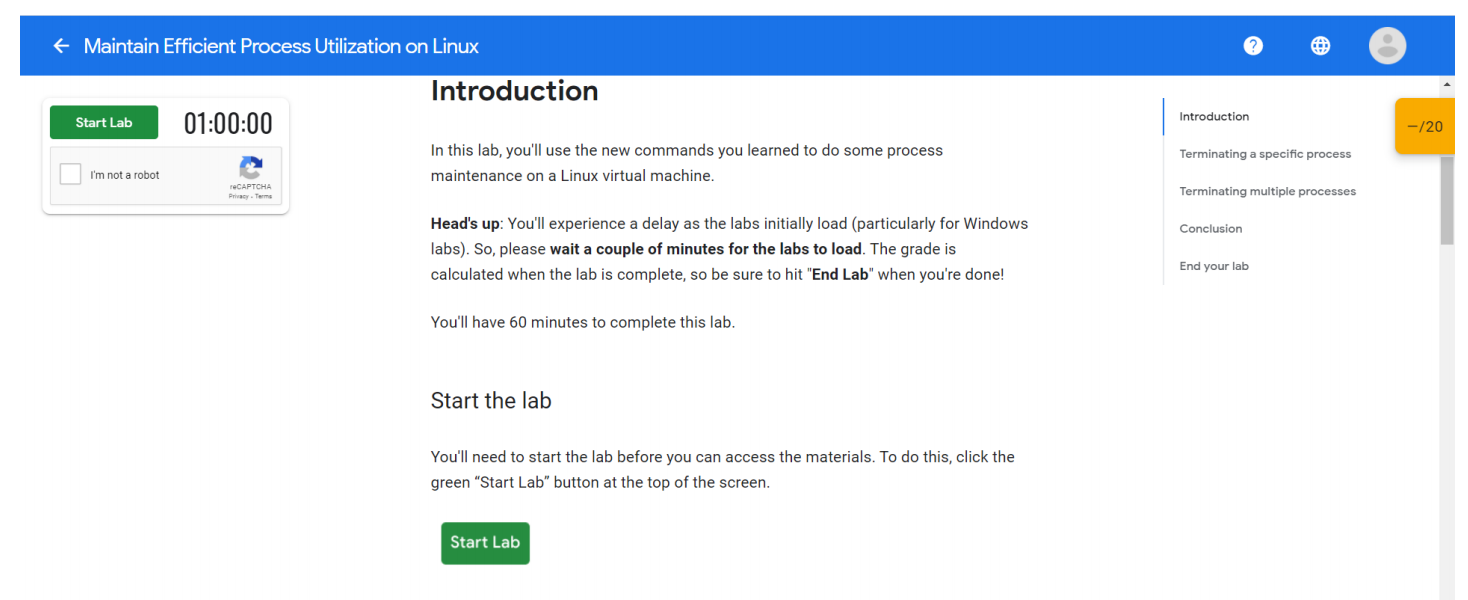 Maintain Efficient Process Utilization on Linux
Start Lab
01:00:00
I'm not a robot
reCAPTCHA
Privacy - Terms
Introduction
In this lab, you'll use the new commands you learned to do some process
maintenance on a Linux virtual machine.
Head's up: You'll experience a delay as the labs initially load (particularly for Windows
labs). So, please wait a couple of minutes for the labs to load. The grade is
calculated when the lab is complete, so be sure to hit "End Lab" when you're done!
You'll have 60 minutes to complete this lab.
Start the lab
You'll need to start the lab before you can access the materials. To do this, click the
green “Start Lab” button at the top of the screen.
Start Lab
Introduction
Terminating a specific process
Terminating multiple processes
Conclusion
End your lab
—/20